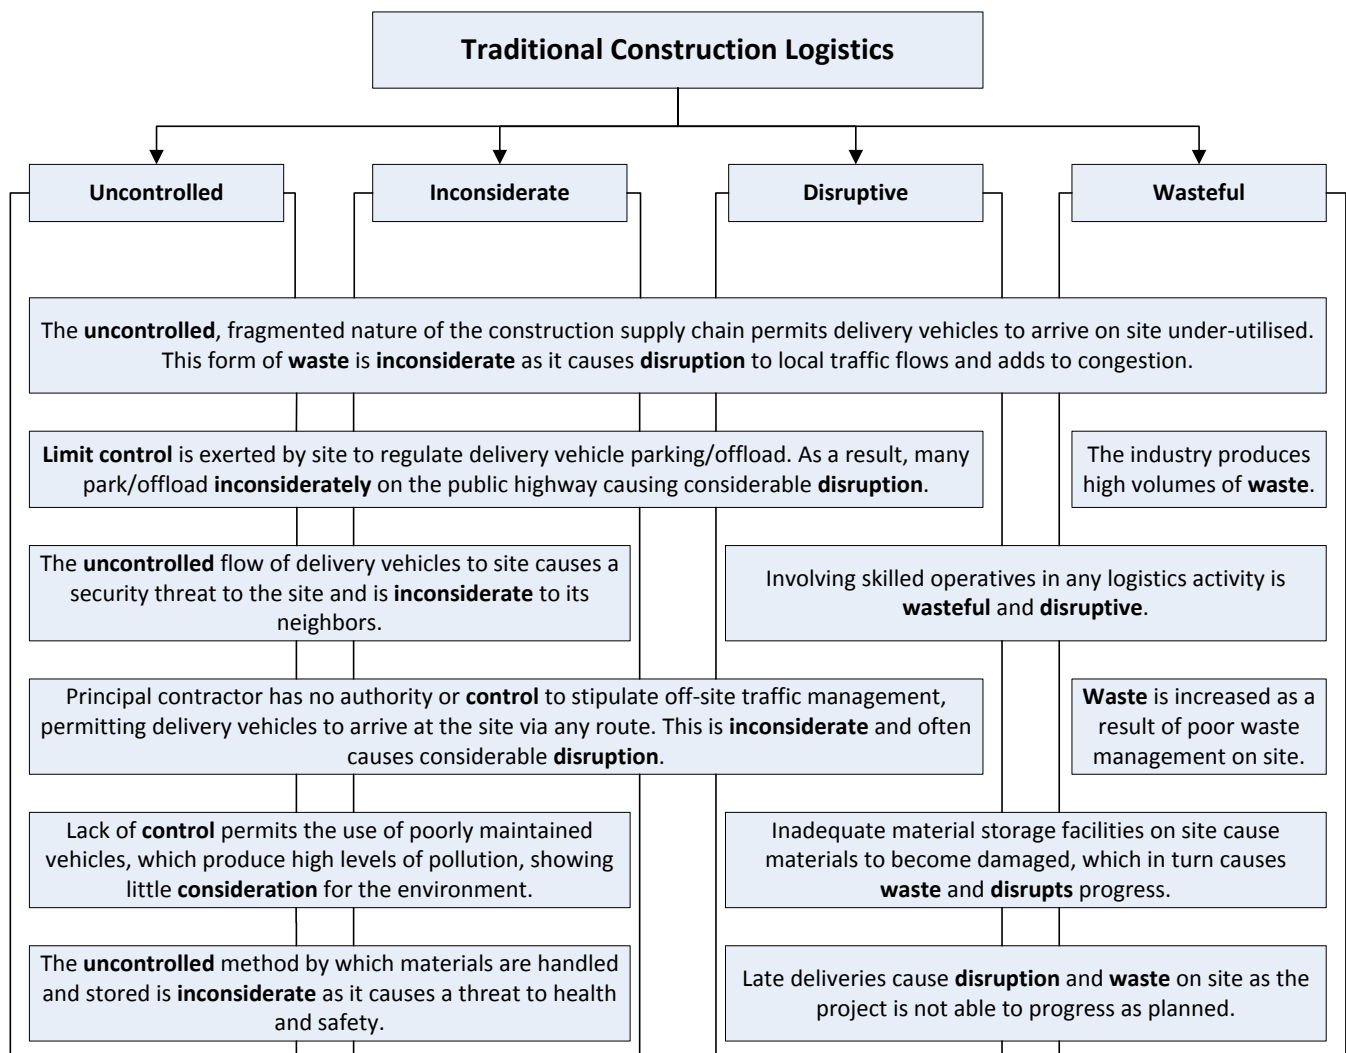 Traditional Construction Logistics
Uncontrolled
Inconsiderate
Disruptive
Wasteful
The uncontrolled, fragmented nature of the construction supply chain permits delivery vehicles to arrive on site under-utilised.
This form of waste is inconsiderate as it causes disruption to local traffic flows and adds to congestion.
Limit control is exerted by site to regulate delivery vehicle parking/offload. As a result, many
park/offload inconsiderately on the public highway causing considerable disruption.
The industry produces
high volumes of waste.
The uncontrolled flow of delivery vehicles to site causes a
security threat to the site and is inconsiderate to its
neighbors.
Involving skilled operatives in any logistics activity is
wasteful and disruptive.
Principal contractor has no authority or control to stipulate off-site traffic management,
permitting delivery vehicles to arrive at the site via any route. This is inconsiderate and often
causes considerable disruption.
Waste is increased as a
result of poor waste
management on site.
Lack of control permits the use of poorly maintained
vehicles, which produce high levels of pollution, showing
little consideration for the environment.
Inadequate material storage facilities on site cause
materials to become damaged, which in turn causes
waste and disrupts progress.
The uncontrolled method by which materials are handled
and stored is inconsiderate as it causes a threat to health
and safety.
Late deliveries cause disruption and waste on site as the
project is not able to progress as planned.